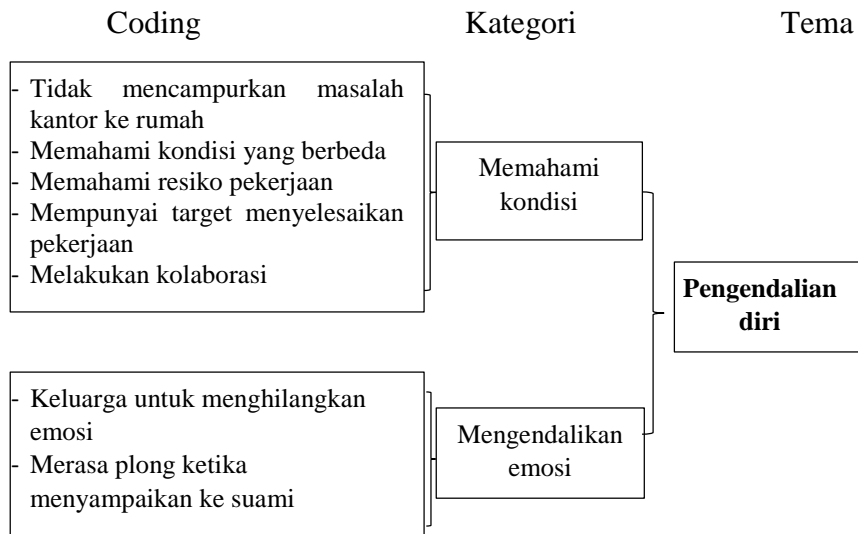 Coding Kategori Tema
- Tidak mencampurkan masalah
kantor ke rumah
- Memahami kondisi yang berbeda
- Memahami resiko pekerjaan
- Mempunyai target menyelesaikan
pekerjaan
- Melakukan kolaborasi
Memahami
kondisi
Pengendalian
diri
- Keluarga untuk menghilangkan
emosi
- Merasa plong ketika
menyampaikan ke suami
Mengendalikan
emosi